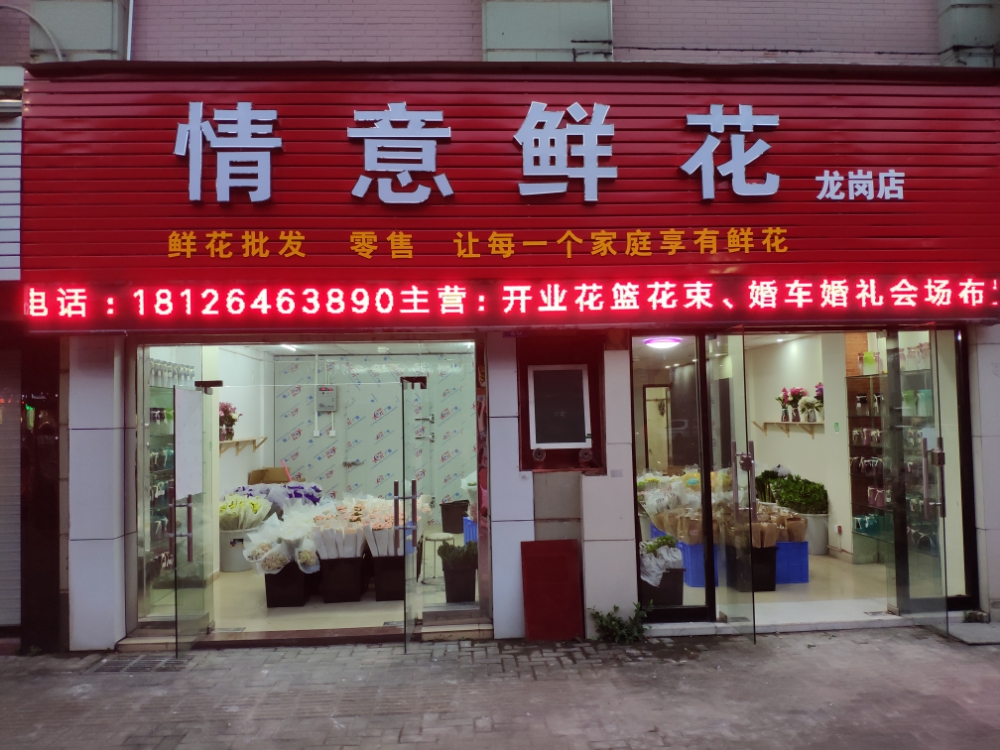 情意鲜花
龙岗店
鲜花批发 零售 让每一个家庭享有鲜花
电话：18126463890主营：开业花篮花束、婚车婚礼会场布